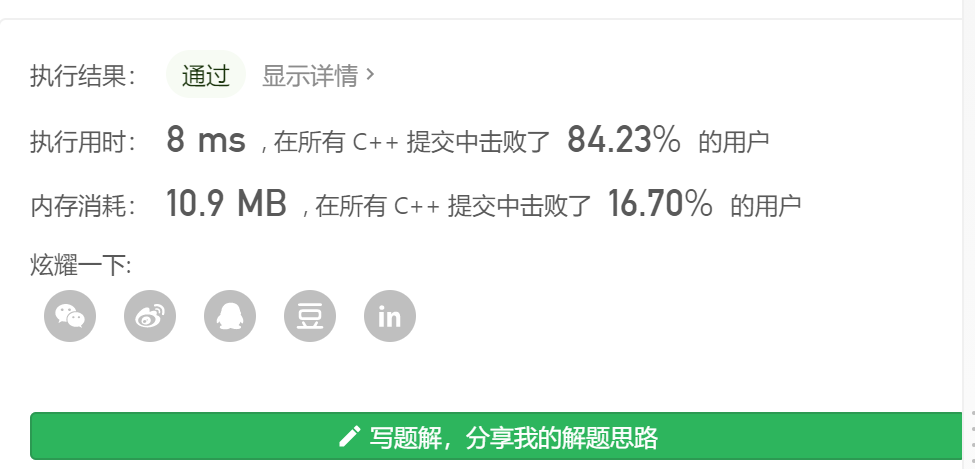 执行结果： 通过 显示详情 >
执行用时： 8 ms , 在所有 C++ 提交中击败了 84.23% 的用户
内存消耗： 10.9 MB , 在所有 C++ 提交中击败了 16.70% 的用户
炫耀一下:
豆 in
写题解，分享我的解题思路